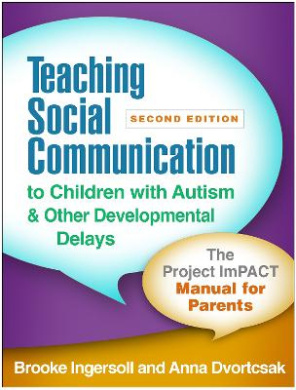 Teaching
Social
SECOND EDITION
Communication
to Children with Autism
& Other Developmental
Delays
The
Project ImPACT
Manual for
Parents
Brooke Ingersoll and Anna Dvortcsak